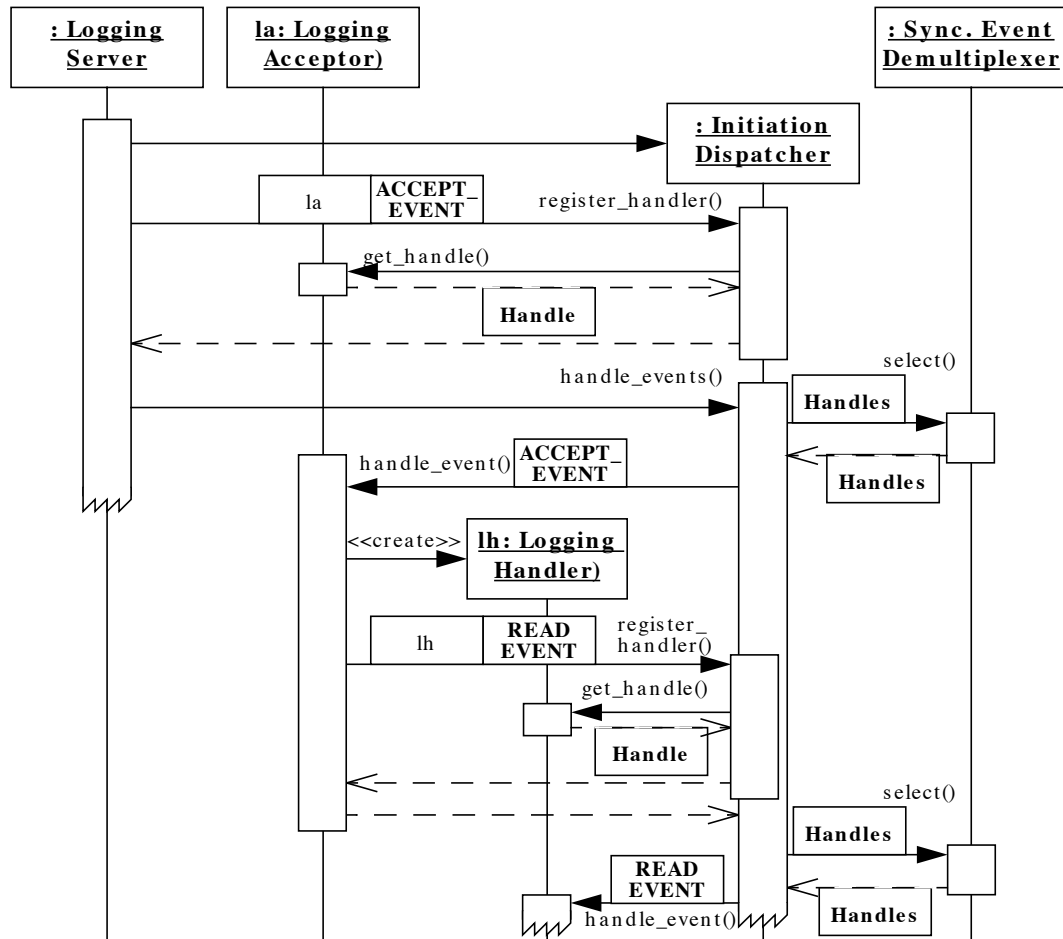 : Logging
Server
la: Logging
Acceptor)
: Sync. Event
Demultiplexer
: Initiation
Dispatcher
la
ACCEPT_
EVENT
register_handler()
get_handle()
Handle
handle_events()
select()
Handles
Handles
handle_event()
ACCEPT_
EVENT
<<create>>
lh: Logging
Handler)
lh
READ
EVENT
register_
handler()
get_handle()
Handle
select()
Handles
Handles
READ
EVENT
handle_event()